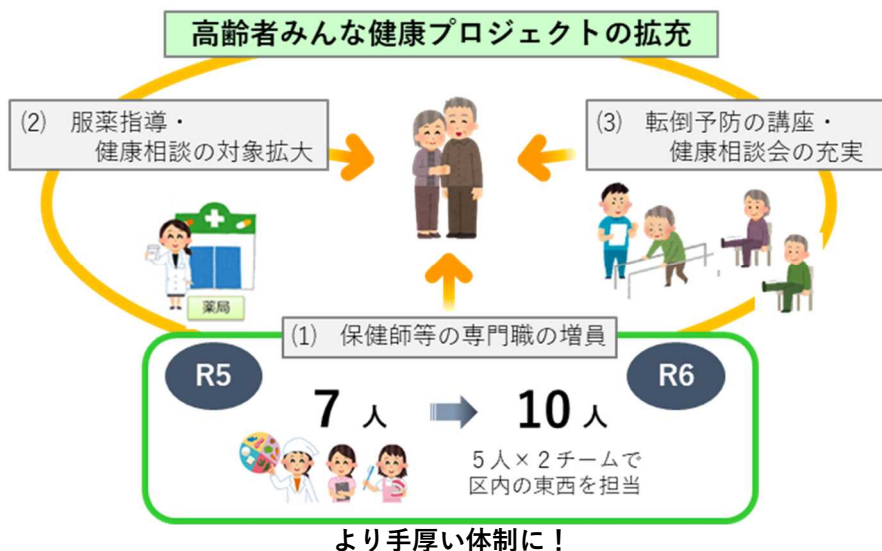 高齢者みんな健康プロジェクトの拡充
(2) 服薬指導・
健康相談の対象拡大
(3) 転倒予防の講座・
健康相談会の充実
薬局
(1) 保健師等の専門職の増員
R5
R6
7人
10人
5人×2チームで
区内の東西を担当
より手厚い体制に！